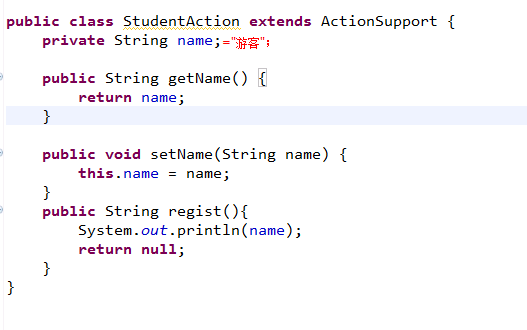 public class StudentAction extends ActionSupport {
private String name;="游客";
public String getName() {
return name;
}
public void setName(String name) {
this.name = name;
}
public String regist(){
System.out.println(name);
return null;
}
}